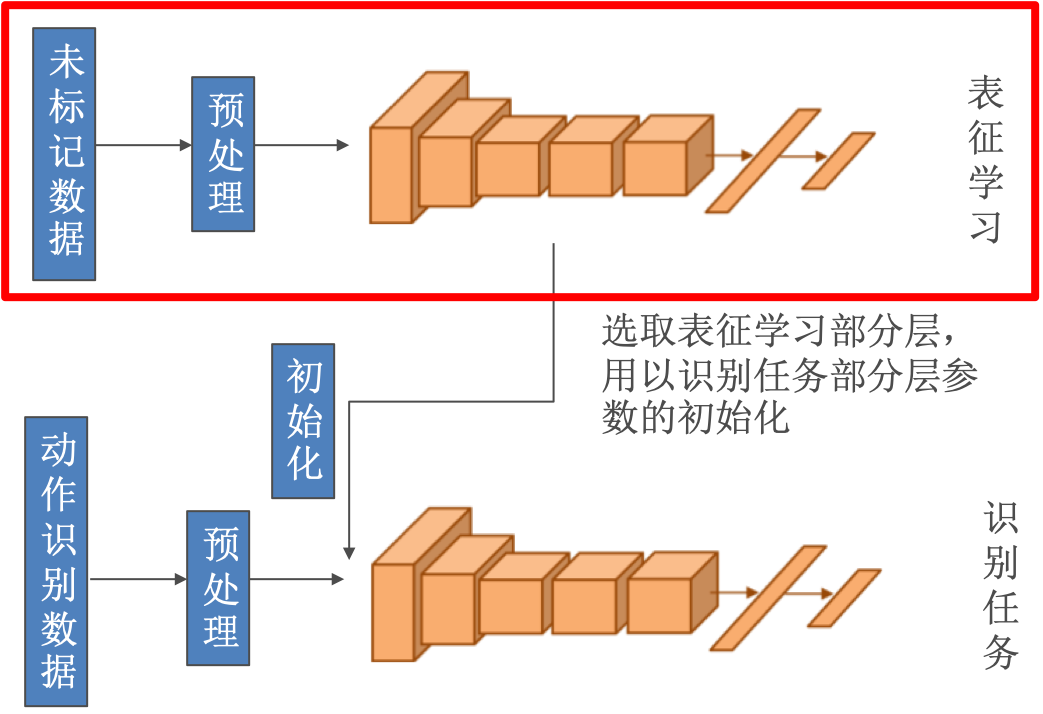 未标记数据
预处理
表征学习
选取表征学习部分层，
用以识别任务部分层参
数的初始化
初始化
动作识别数据
预处理
识别任务